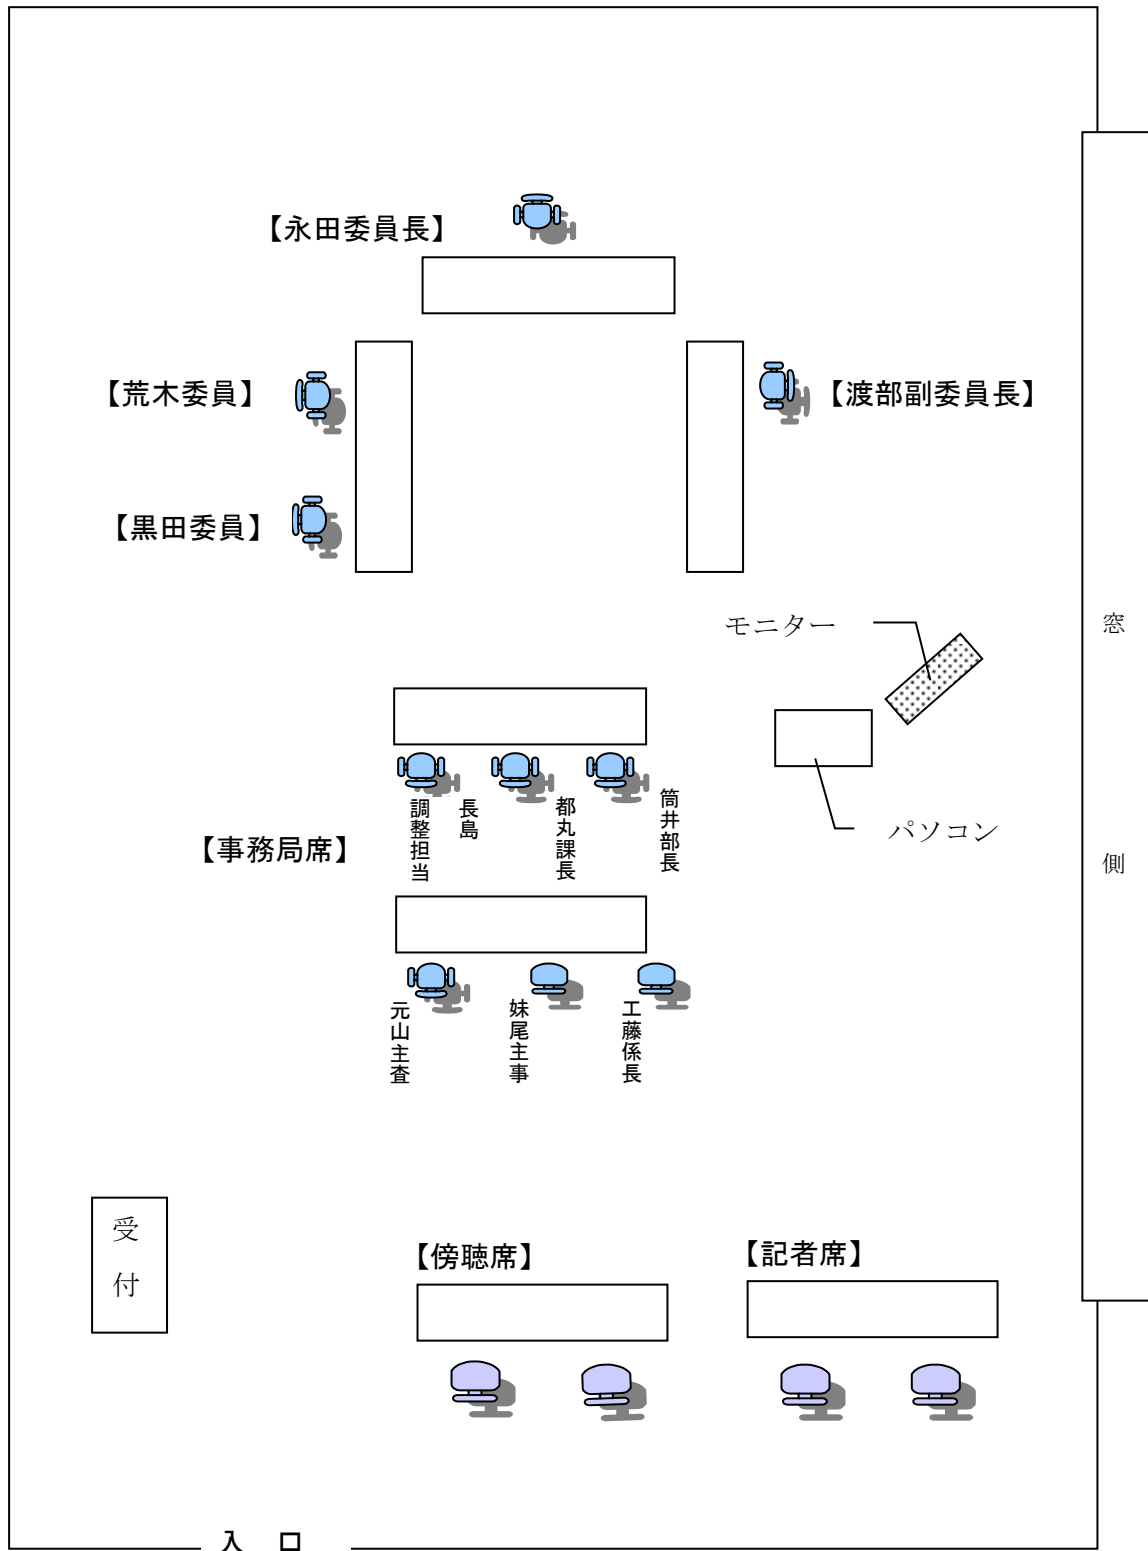 【永田委員長】
【荒木委員】
【渡部副委員長】
【黒田委員】
モニター
窓
側
パソコン
【事務局席】
筒井部長
都丸課長
長島
調整担当
工藤係長
妹尾主事
元山主査
受
付
【傍聴席】
【記者席】
入 口